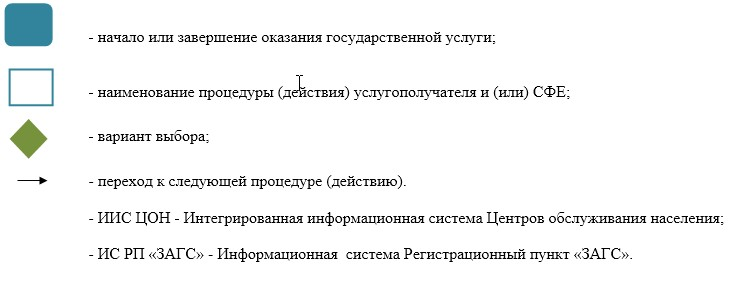 - начало или завершение оказания государственной услуги;
- наименование процедуры (действия) услугополучателя и (или) СФЕ;
- вариант выбора;
- переход к следующей процедуре (действию).
- ИИС ЦОН - Интегрированная информационная система Центров обслуживания населения;
- ИС РП «ЗАГС» - Информационная система Регистрационный пункт «ЗАГС».